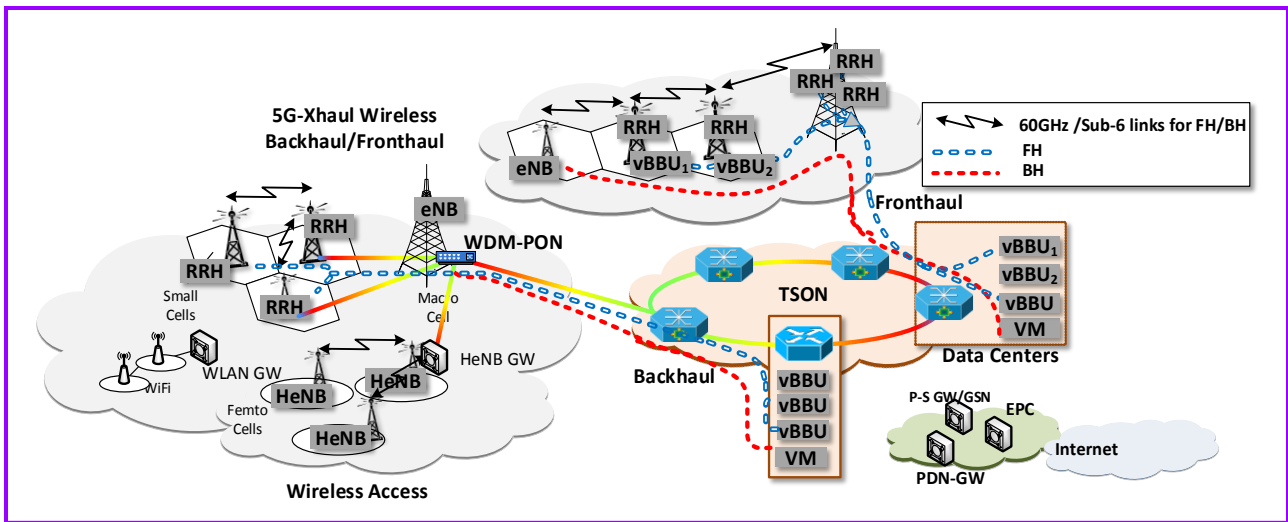 RRH
RRH
RRH
5G-Xhaul Wireless
Backhaul/Fronthaul
RRH
RRH
eNB
vBBU1
vBBU2
60GHz /Sub-6 links for FH/BH
FH
BH
Fronthaul
eNB
RRH
RRH
RRH
WDM-PON
Small
Cells
Macro
Cell
TSON
vBBU1
vBBU2
vBBU
VM
Data Centers
WiFi
WLAN GW
HeNB GW
HeNB
HeNB
HeNB
Femto
Cells
Backhaul
vBBU
vBBU
vBBU
VM
P-S GW/GSN
EPC
PDN-GW
Internet
Wireless Access